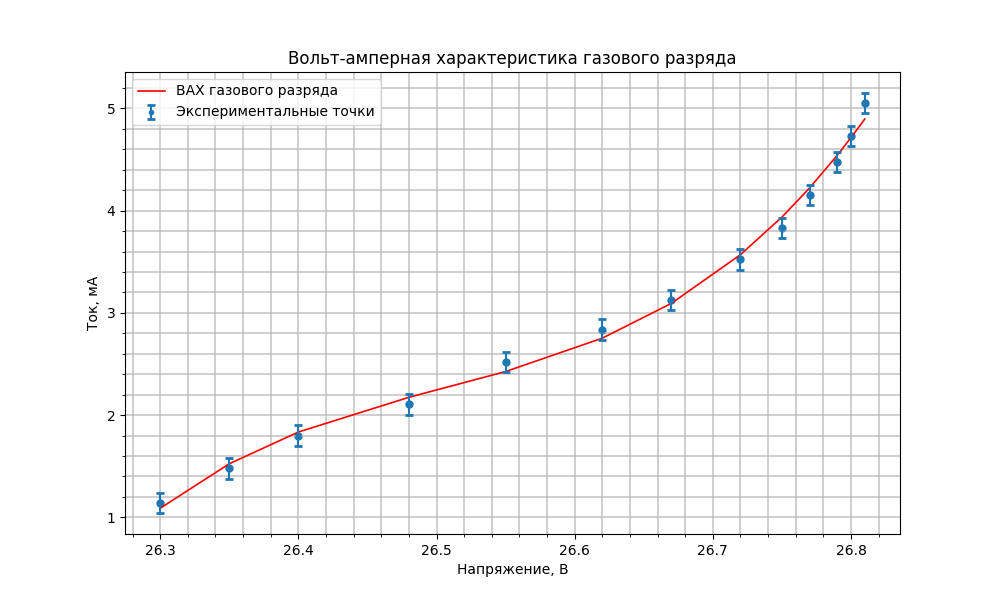 Вольт-амперная характеристика газового разряда
ВАХ газового разряда
Экспериментальные точки
Ток, мА
5
4
3
2
1
26.3 26.4 26.5 26.6 26.7 26.8
Напряжение, В